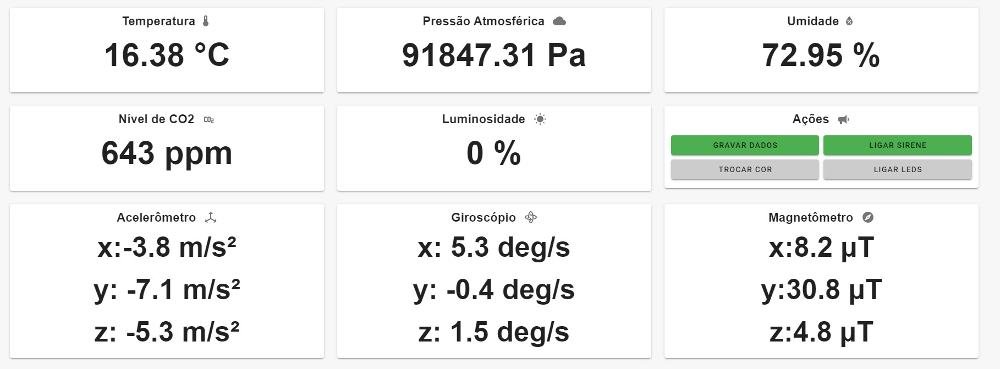 Temperatura
16.38 °C
Pressão Atmosférica
91847.31 Pa
Umidade
72.95 %
Nível de CO2 CO₂
643 ppm
Luminosidade
0 %
Ações
GRAVAR DADOS
LIGAR SIRENE
TROCAR COR
LIGAR LEDS
Acelerômetro
x:-3.8 m/s²
y: -7.1 m/s²
z: -5.3 m/s²
Giroscópio
x: 5.3 deg/s
y: -0.4 deg/s
z: 1.5 deg/s
Magnetômetro
x:8.2 µT
y:30.8 µT
z:4.8 µT